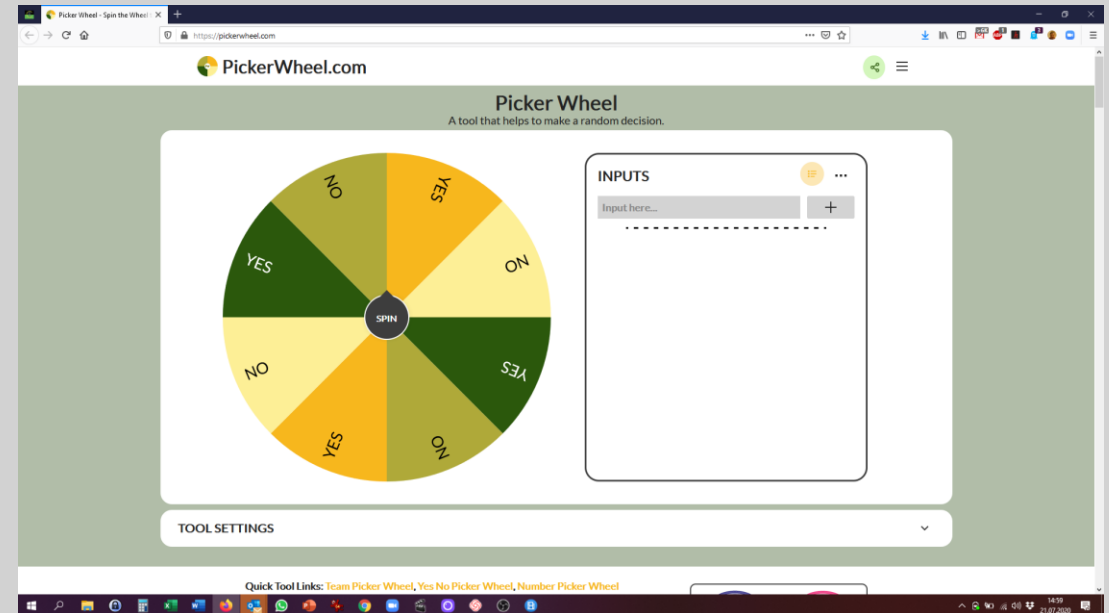 Picker Wheel - Spin the Wheel t
https://pickerwheel.com
PickerWheel.com
Picker Wheel
A tool that helps to make a random decision.
NO
YES
YES
NO
NO
YES
YES
NO
SPIN
INPUTS
Input here...
TOOL SETTINGS
Quick Tool Links: Team Picker Wheel, Yes No Picker Wheel, Number Picker Wheel
14:59
21.07.2020